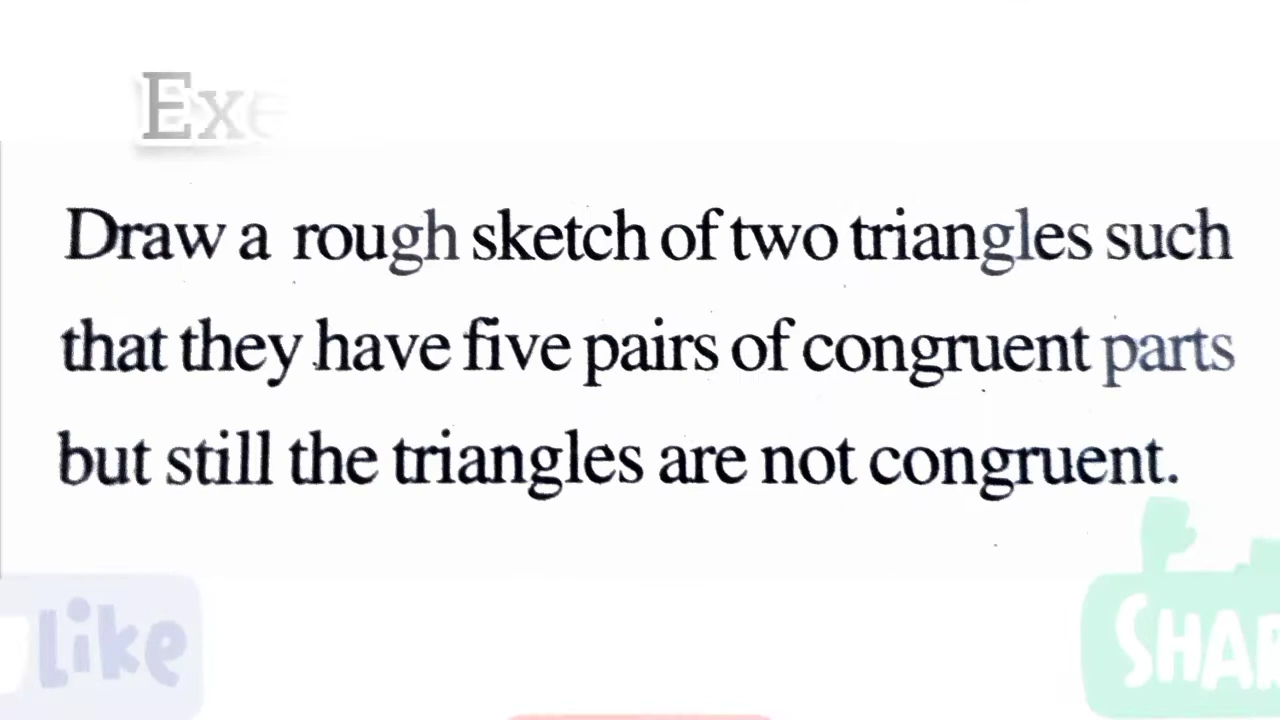 Exe
Draw a rough sketch of two triangles such
that they have five pairs of congruent parts
but still the triangles are not congruent.
Like
SHAR